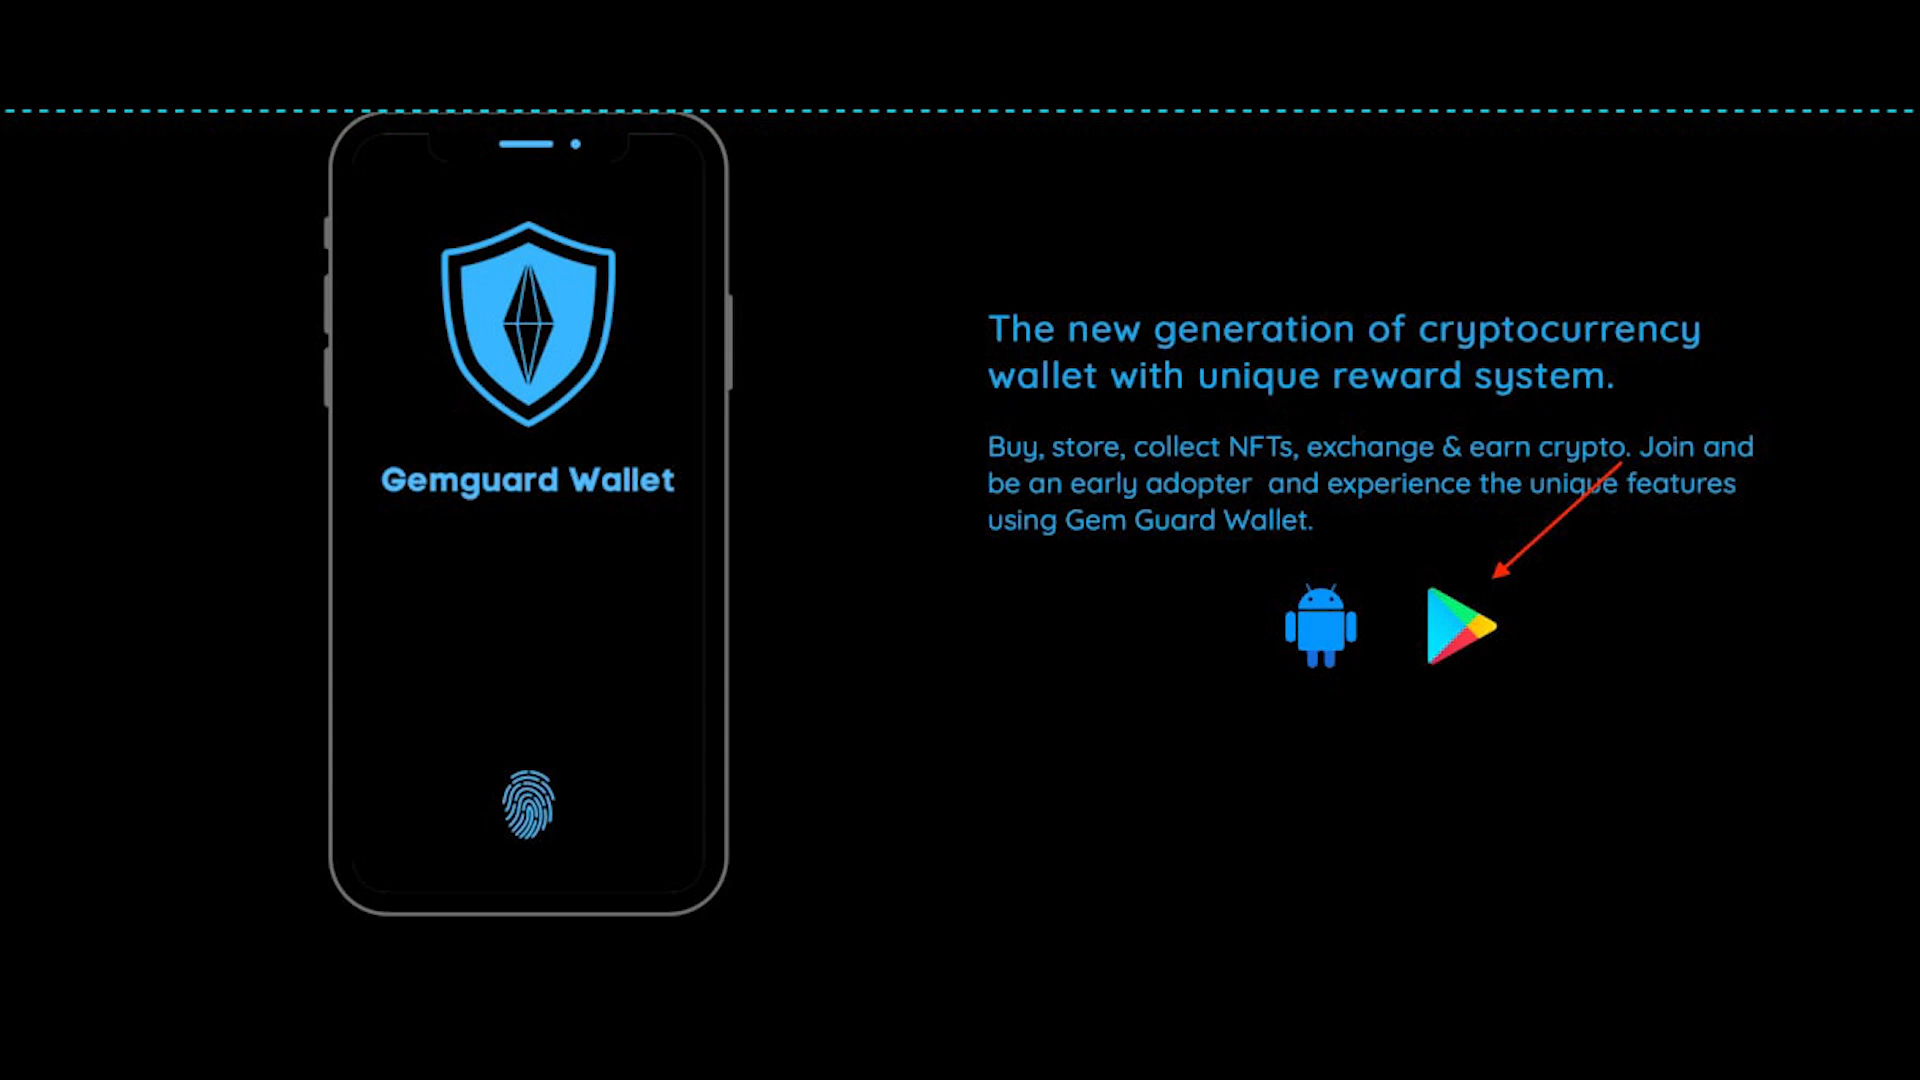 Gemguard Wallet
The new generation of cryptocurrency
wallet with unique reward system.
Buy, store, collect NFTs, exchange & earn crypto. Join and
be an early adopter and experience the unique features
using Gem Guard Wallet.